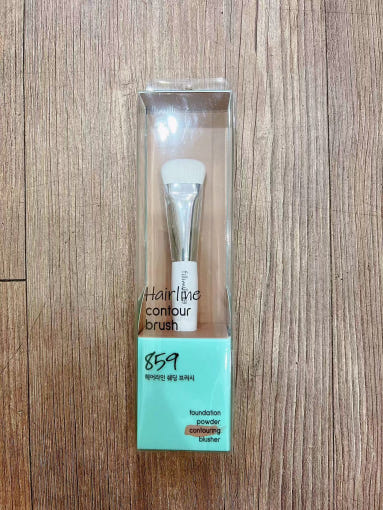 Hairline
contour
brush
859
헤어라인 쉐딩 브러시
foundation
powder
contouring
blusher